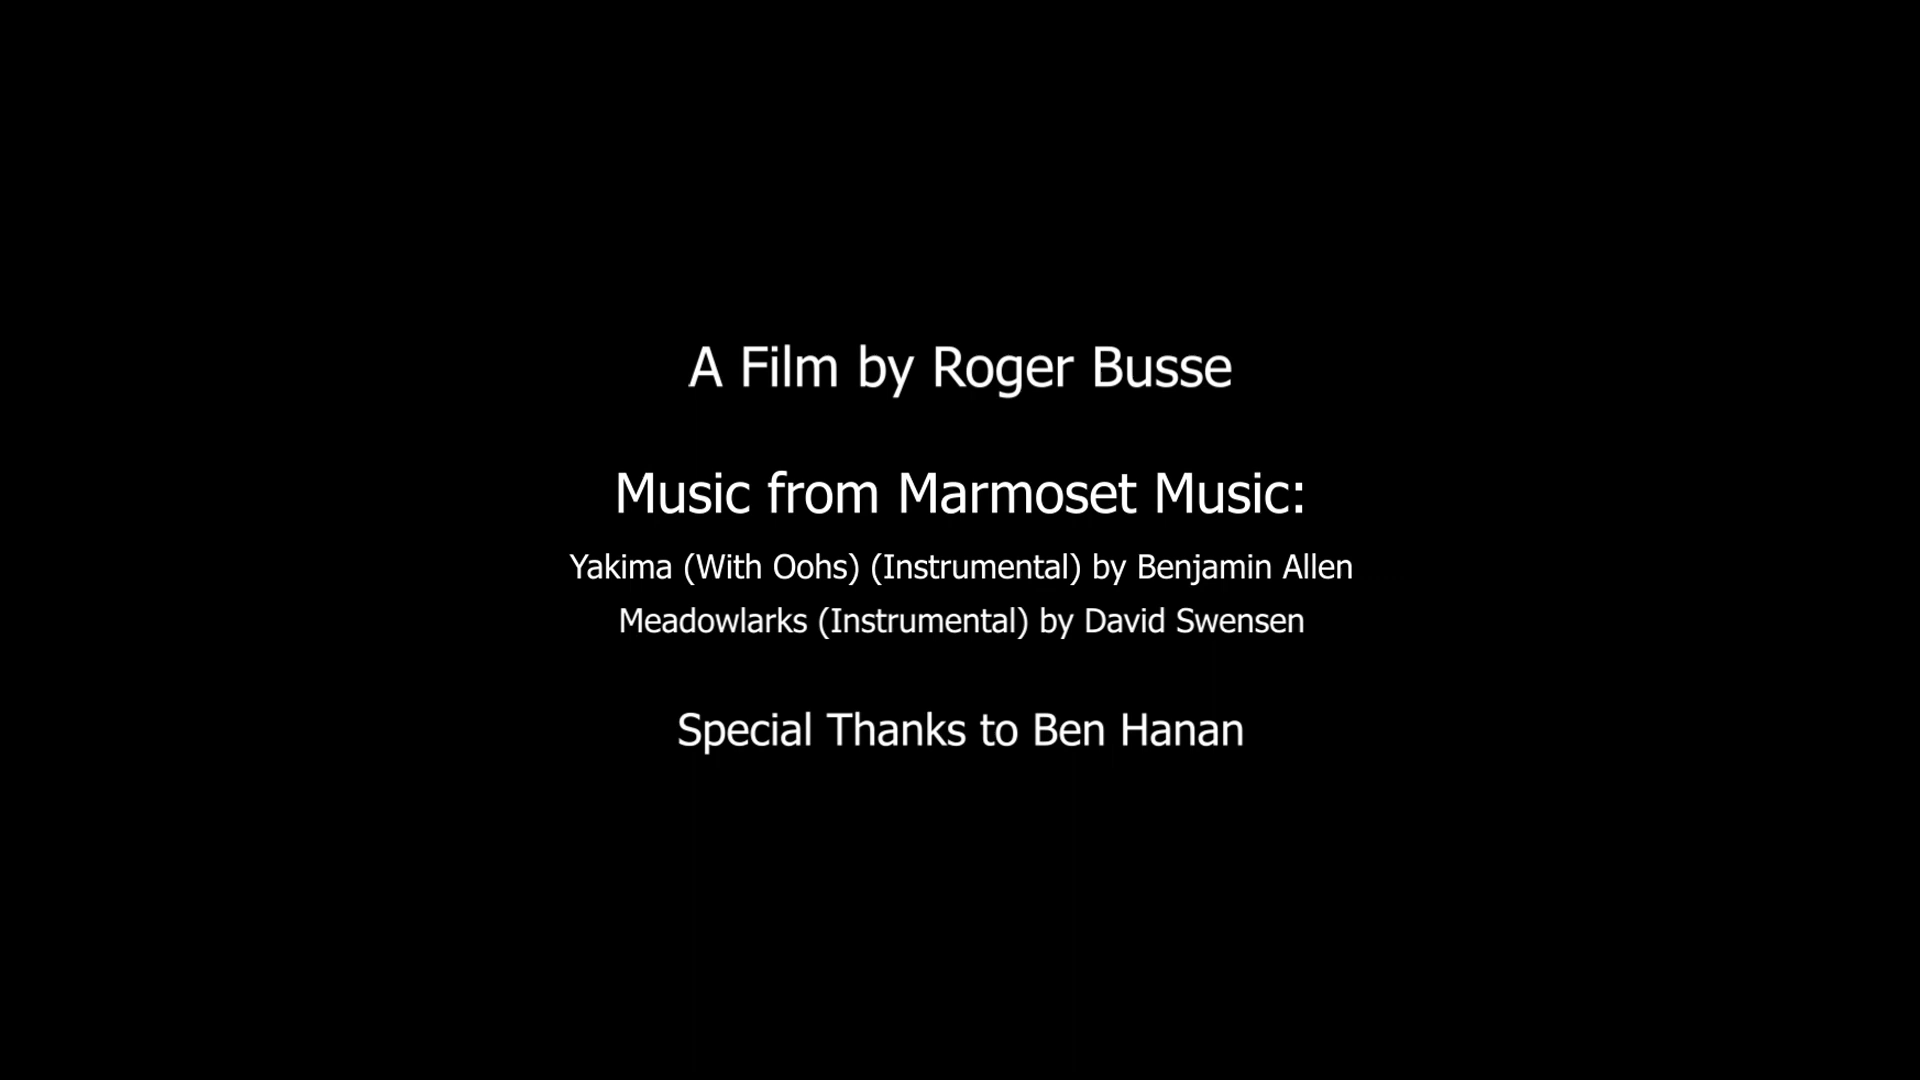 A Film by Roger Busse
Music from Marmoset Music:
Yakima (With Oohs) (Instrumental) by Benjamin Allen
Meadowlarks (Instrumental) by David Swensen
Special Thanks to Ben Hanan